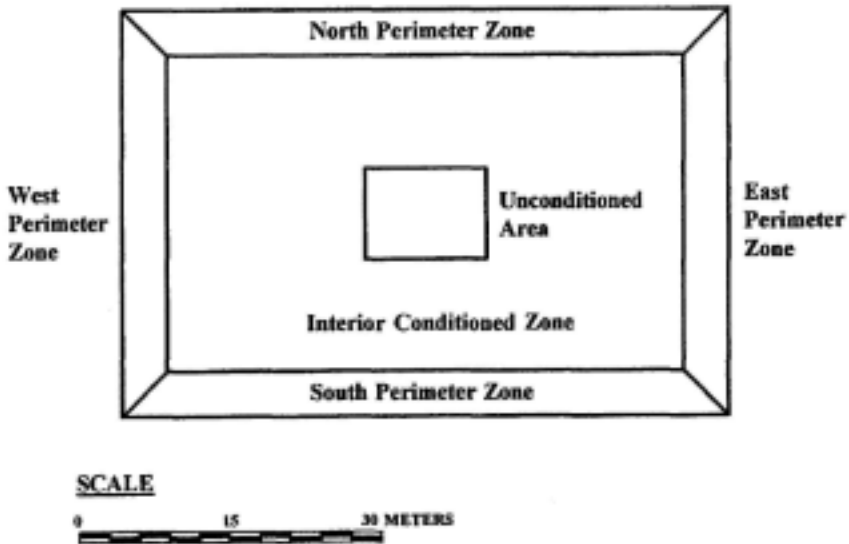 North Perimeter Zone
West
Perimeter
Zone
Unconditioned
Area
East
Perimeter
Zone
Interior Conditioned Zone
South Perimeter Zone
SCALE
0 15 30 METERS